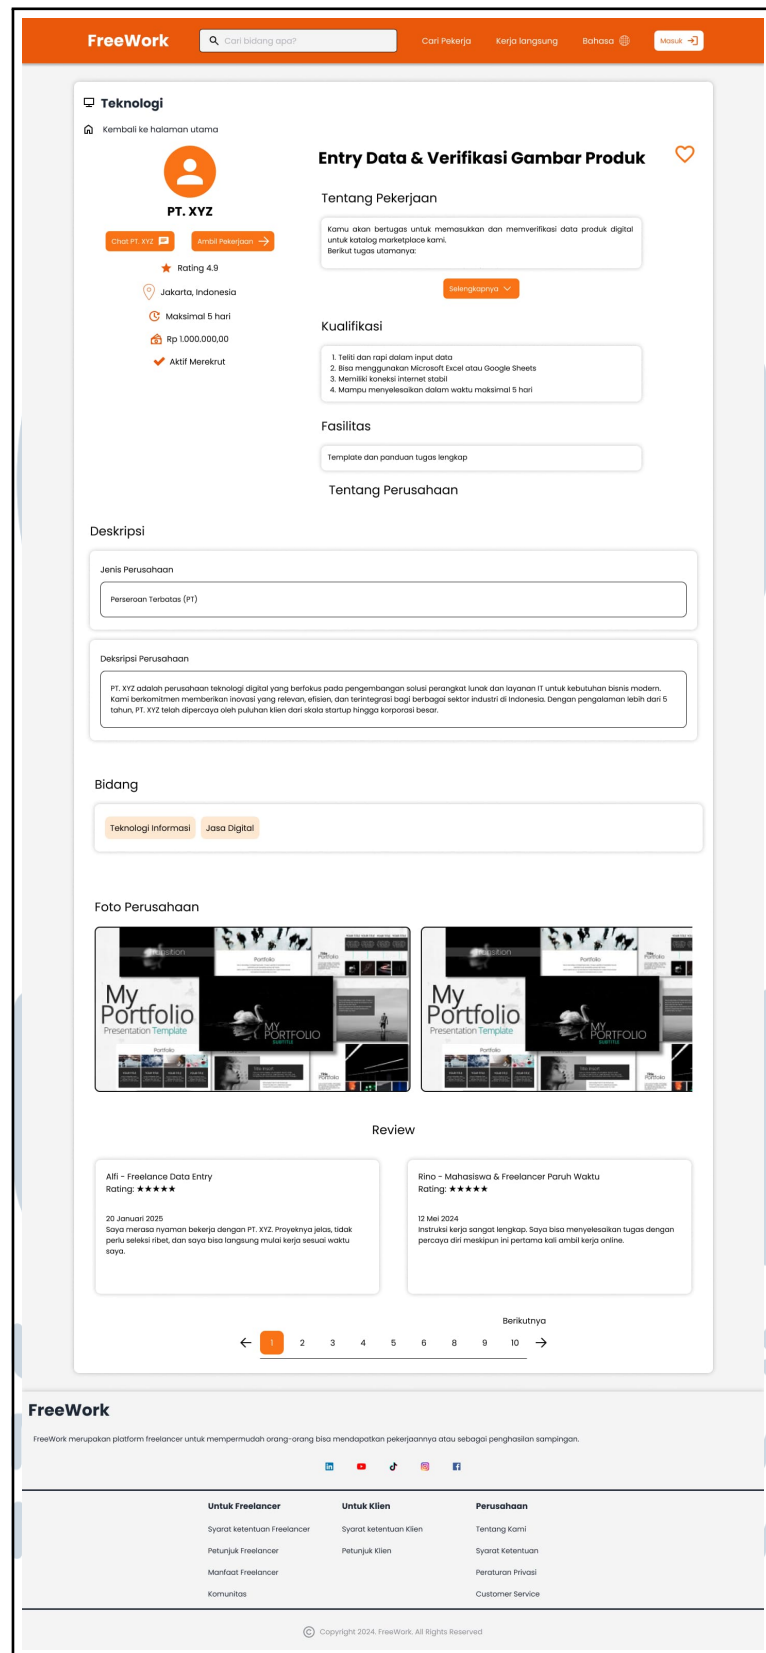 FreeWork
Cari bidang apa?
Cari Pekerja
Kerja langsung
Bahasa
Masuk
Teknologi
Kembali ke halaman utama
PT. XYZ
Chat PT. XYZ
Ambil Pekerjaan
Rating 4.9
Jakarta, Indonesia
Maksimal 5 hari
Rp 1.000.000,00
Aktif Merekrut
Entry Data & Verifikasi Gambar Produk
Tentang Pekerjaan
Kamu akan bertugas untuk memasukkan dan memverifikasi data produk digital
untuk katalog marketplace kami.
Berikut tugas utamanya:
Selengkapnya
Kualifikasi
1. Teliti dan rapi dalam input data
2. Bisa menggunakan Microsoft Excel atau Google Sheets
3. Memiliki koneksi internet stabil
4. Mampu menyelesaikan dalam waktu maksimal 5 hari
Fasilitas
Template dan panduan tugas lengkap
Tentang Perusahaan
Deskripsi
Jenis Perusahaan
Perseroan Terbatas (PT)
Deksripsi Perusahaan
PT. XYZ adalah perusahaan teknologi digital yang berfokus pada pengembangan solusi perangkat lunak dan layanan IT untuk kebutuhan bisnis modern.
Kami berkomitmen memberikan inovasi yang relevan, efisien, dan terintegrasi bagi berbagai sektor industri di Indonesia. Dengan pengalaman lebih dari 5
tahun, PT. XYZ telah dipercaya oleh puluhan klien dari skala startup hingga korporasi besar.
Bidang
Teknologi Informasi
Jasa Digital
Foto Perusahaan
Portfolio
My
Portfolio
Presentation Template
MY
PORTFOLIO
SUBTITLE
Portfolio
Portfolio
My
Portfolio
Presentation Template
MY
PORTFOLIO
SUBTITLE
Portfolio
Review
Alfi - Freelance Data Entry
Rating: ★★★★★
20 Januari 2025
Saya merasa nyaman bekerja dengan PT. XYZ. Proyeknya jelas, tidak
perlu seleksi ribet, dan saya bisa langsung mulai kerja sesuai waktu
saya.
Rino - Mahasiswa & Freelancer Paruh Waktu
Rating: ★★★★★
12 Mei 2024
Instruksi kerja sangat lengkap. Saya bisa menyelesaikan tugas dengan
percaya diri meskipun ini pertama kali ambil kerja online.
Berikutnya
← 1 2 3 4 5 6 8 9 10 →
FreeWork
FreeWork merupakan platform freelancer untuk mempermudah orang-orang bisa mendapatkan pekerjaannya atau sebagai penghasilan sampingan.
Untuk Freelancer
Syarat ketentuan Freelancer
Petunjuk Freelancer
Manfaat Freelancer
Komunitas
Untuk Klien
Syarat ketentuan Klien
Petunjuk Klien
Perusahaan
Tentang Kami
Syarat Ketentuan
Peraturan Privasi
Customer Service
© Copyright 2024. FreeWork. All Rights Reserved